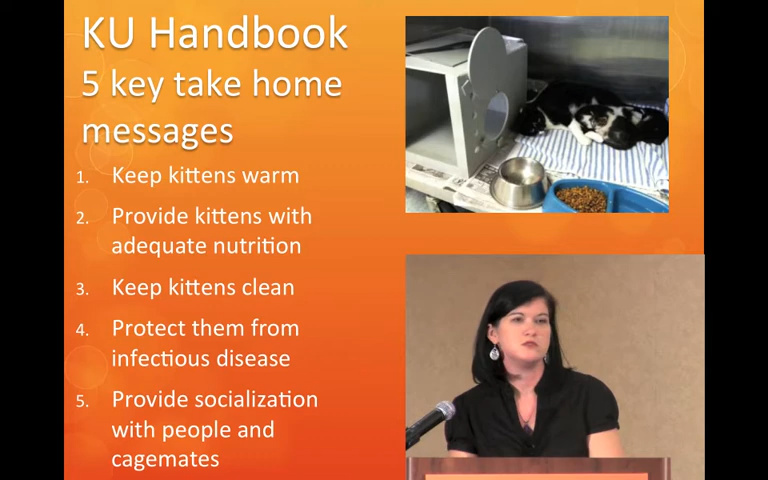 KU Handbook
5 key take home
messages
1. Keep kittens warm
2. Provide kittens with
adequate nutrition
3. Keep kittens clean
4. Protect them from
infectious disease
5. Provide socialization
with people and
cagemates